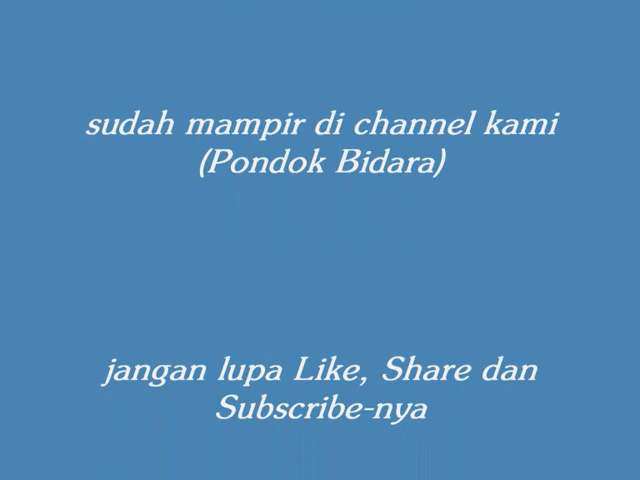 sudah mampir di channel kami
(Pondok Bidara)
jangan lupa Like, Share dan
Subscribe-nya